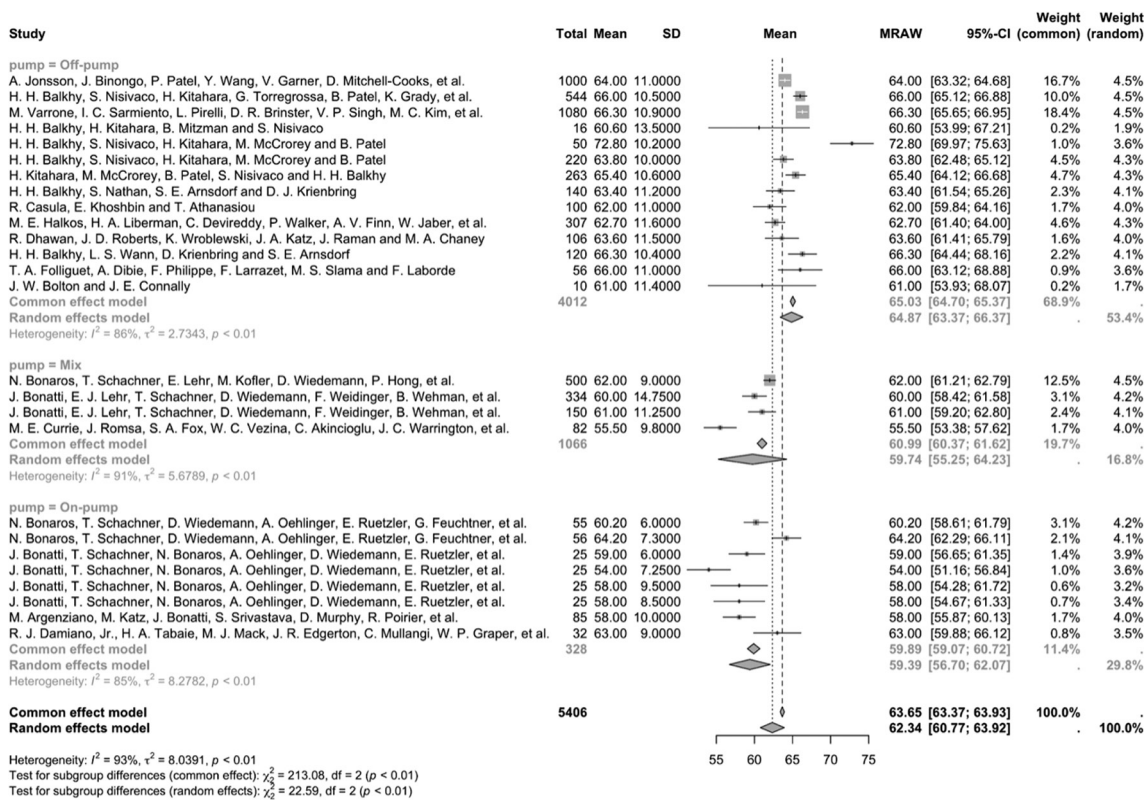 Study Total Mean SD Mean MRAW 95%-CI Weight (common) Weight (random)
pump = Off-pump
A. Jonsson, J. Binongo, P. Patel, Y. Wang, V. Garner, D. Mitchell-Cooks, et al. 1000 64.00 11.0000 64.00 [63.32; 64.68] 16.7% 4.5%
H. H. Balkhy, S. Nisivaco, H. Kitahara, G. Torregrossa, B. Patel, K. Grady, et al. 544 66.00 10.5000 66.00 [65.12; 66.88] 10.0% 4.5%
M. Varrone, I. C. Sarmiento, L. Pirelli, D. R. Brinster, V. P. Singh, M. C. Kim, et al. 1080 66.30 10.9000 66.30 [65.65; 66.95] 18.4% 4.5%
H. H. Balkhy, H. Kitahara, B. Mitzman and S. Nisivaco 16 60.60 13.5000 60.60 [53.99; 67.21] 0.2% 1.9%
H. H. Balkhy, S. Nisivaco, H. Kitahara, M. McCrorey and B. Patel 50 72.80 10.2000 72.80 [69.97; 75.63] 1.0% 3.6%
H. H. Balkhy, S. Nisivaco, H. Kitahara, M. McCrorey and B. Patel 220 63.80 10.0000 63.80 [62.48; 65.12] 4.5% 4.3%
H. Kitahara, M. McCrorey, B. Patel, S. Nisivaco and H. H. Balkhy 263 65.40 10.6000 65.40 [64.12; 66.68] 4.7% 4.3%
H. H. Balkhy, S. Nathan, S. E. Arnsdorf and D. J. Krienbring 140 63.40 11.2000 63.40 [61.54; 65.26] 2.3% 4.1%
R. Casula, E. Khoshbin and T. Athanasiou 100 62.00 11.0000 62.00 [59.84; 64.16] 1.7% 4.0%
M. E. Halkos, H. A. Liberman, C. Devireddy, P. Walker, A. V. Finn, W. Jaber, et al. 307 62.70 11.6000 62.70 [61.40; 64.00] 4.6% 4.3%
R. Dhawan, J. D. Roberts, K. Wroblewski, J. A. Katz, J. Raman and M. A. Chaney 106 63.60 11.5000 63.60 [61.41; 65.79] 1.6% 4.0%
H. H. Balkhy, L. S. Wann, D. Krienbring and S. E. Arnsdorf 120 66.30 10.4000 66.30 [64.44; 68.16] 2.2% 4.1%
T. A. Folliguet, A. Dibie, F. Philippe, F. Larrazet, M. S. Slama and F. Laborde 56 66.00 11.0000 66.00 [63.12; 68.88] 0.9% 3.6%
J. W. Bolton and J. E. Connally 10 61.00 11.4000 61.00 [53.93; 68.07] 0.2% 1.7%
Common effect model 4012 65.03 [64.70; 65.37] 68.9% .
Random effects model 64.87 [63.37; 66.37] . 53.4%
Heterogeneity: I² = 86%, τ² = 2.7343, p < 0.01
pump = Mix
N. Bonaros, T. Schachner, E. Lehr, M. Kofler, D. Wiedemann, P. Hong, et al. 500 62.00 9.0000 62.00 [61.21; 62.79] 12.5% 4.5%
J. Bonatti, E. J. Lehr, T. Schachner, D. Wiedemann, F. Weidinger, B. Wehman, et al. 334 60.00 14.7500 60.00 [58.42; 61.58] 3.1% 4.2%
J. Bonatti, E. J. Lehr, T. Schachner, D. Wiedemann, F. Weidinger, B. Wehman, et al. 150 61.00 11.2500 61.00 [59.20; 62.80] 2.4% 4.1%
M. E. Currie, J. Romsa, S. A. Fox, W. C. Vezina, C. Akincioglu, J. C. Warrington, et al. 82 55.50 9.8000 55.50 [53.38; 57.62] 1.7% 4.0%
Common effect model 1066 60.99 [60.37; 61.62] 19.7% .
Random effects model 59.74 [55.25; 64.23] . 16.8%
Heterogeneity: I² = 91%, τ² = 5.6789, p < 0.01
pump = On-pump
N. Bonaros, T. Schachner, D. Wiedemann, A. Oehlinger, E. Ruetzler, G. Feuchtner, et al. 55 60.20 6.0000 60.20 [58.61; 61.79] 3.1% 4.2%
N. Bonaros, T. Schachner, D. Wiedemann, A. Oehlinger, E. Ruetzler, G. Feuchtner, et al. 56 64.20 7.3000 64.20 [62.29; 66.11] 2.1% 4.1%
J. Bonatti, T. Schachner, N. Bonaros, A. Oehlinger, D. Wiedemann, E. Ruetzler, et al. 25 59.00 6.0000 59.00 [56.65; 61.35] 1.4% 3.9%
J. Bonatti, T. Schachner, N. Bonaros, A. Oehlinger, D. Wiedemann, E. Ruetzler, et al. 25 54.00 7.2500 54.00 [51.16; 56.84] 1.0% 3.6%
J. Bonatti, T. Schachner, N. Bonaros, A. Oehlinger, D. Wiedemann, E. Ruetzler, et al. 25 58.00 9.5000 58.00 [54.28; 61.72] 0.6% 3.2%
J. Bonatti, T. Schachner, N. Bonaros, A. Oehlinger, D. Wiedemann, E. Ruetzler, et al. 25 58.00 8.5000 58.00 [54.67; 61.33] 0.7% 3.4%
M. Argenziano, M. Katz, J. Bonatti, S. Srivastava, D. Murphy, R. Poirier, et al. 85 58.00 10.0000 58.00 [55.87; 60.13] 1.7% 4.0%
R. J. Damiano, Jr., H. A. Tabaie, M. J. Mack, J. R. Edgerton, C. Mullangi, W. P. Graper, et al. 32 63.00 9.0000 63.00 [59.88; 66.12] 0.8% 3.5%
Common effect model 328 59.89 [59.07; 60.72] 11.4% .
Random effects model 59.39 [56.70; 62.07] . 29.8%
Heterogeneity: I² = 85%, τ² = 8.2782, p < 0.01
Common effect model 5406 63.65 [63.37; 63.93] 100.0% .
Random effects model 62.34 [60.77; 63.92] . 100.0%
55 60 65 70 75
Heterogeneity: I² = 93%, τ² = 8.0391, p < 0.01
Test for subgroup differences (common effect): χ²₂ = 213.08, df = 2 (p < 0.01)
Test for subgroup differences (random effects): χ²₂ = 22.59, df = 2 (p < 0.01)